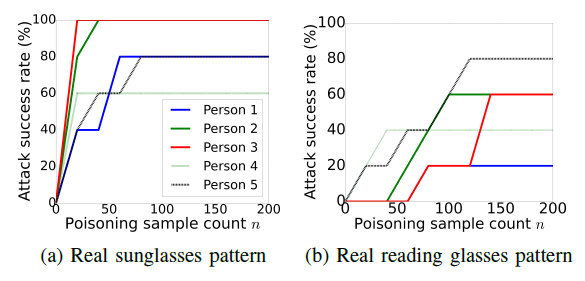 Attack success rate (%)
100
80
60
40
20
0
0 50 100 150 200
Poisoning sample count n
Person 1
Person 2
Person 3
Person 4
Person 5
(a) Real sunglasses pattern
Attack success rate (%)
100
80
60
40
20
0
0 50 100 150 200
Poisoning sample count n
(b) Real reading glasses pattern